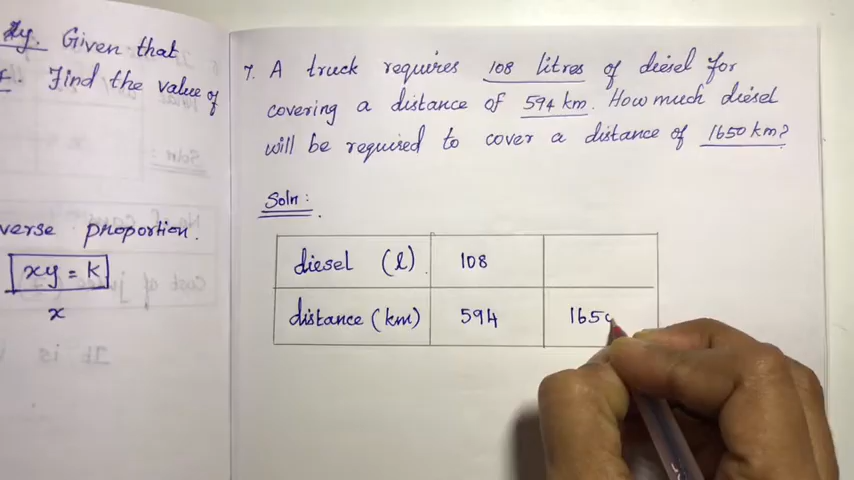 xy. Given that
Find the value of
verse proportion.
xy = k
x
7. A truck requires 108 litres of diesel for
covering a distance of 594 km. How much diesel
will be required to cover a distance of 1650 km?
Soln:
diesel (l) 108
distance (km) 594 1650